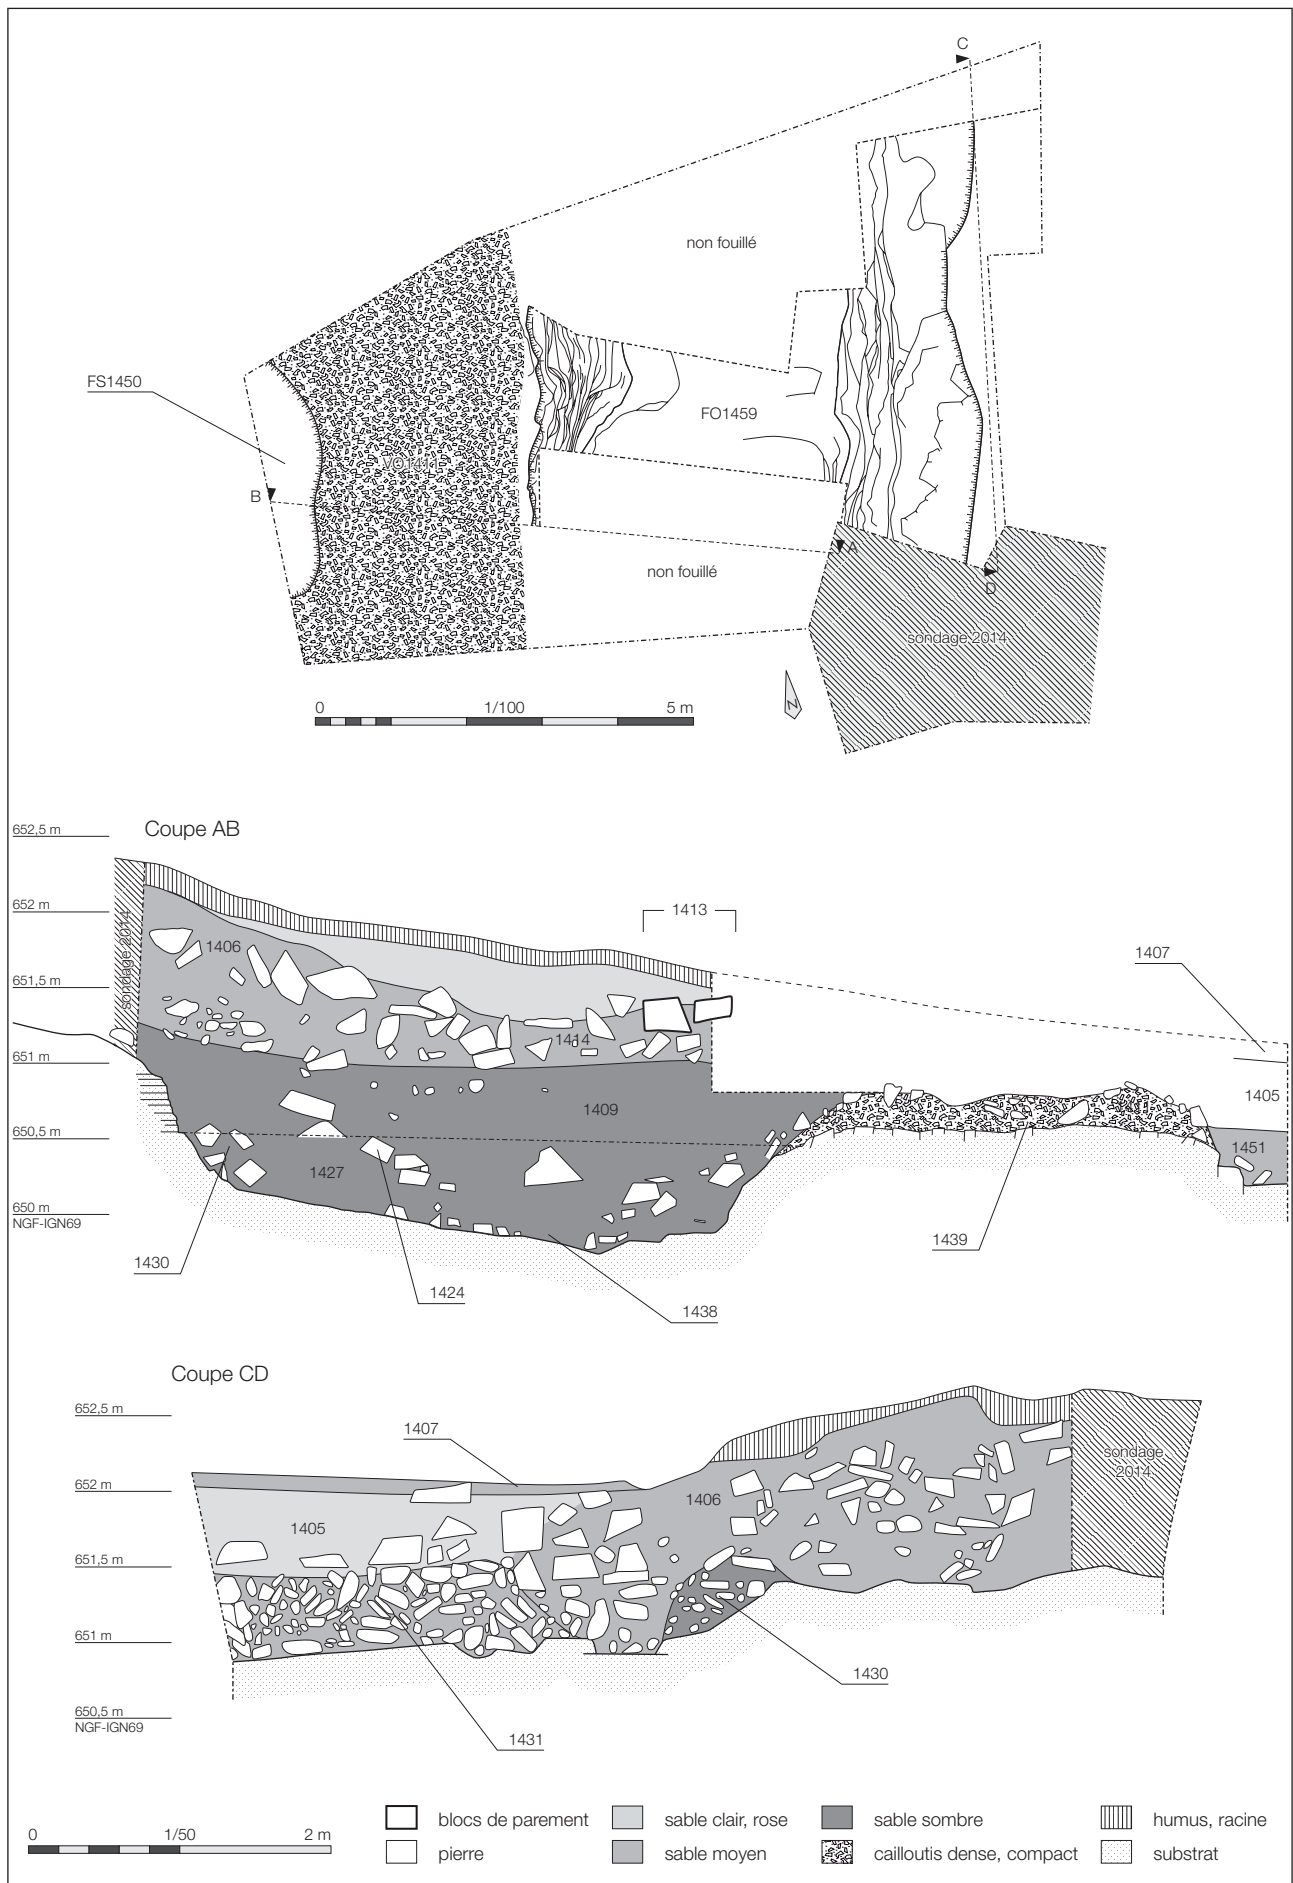 C
non fouillé
FS1450
FO1459
B
A
non fouillé
D
sondage 2014
0 1/100 5 m
N
652,5 m
Coupe AB
652 m
1413
1406
1407
651,5 m
sondage 2014
1414
651 m
1405
1409
650,5 m
1451
1427
650 m
NGF-IGN69
1439
1430
1424
1438
Coupe CD
652,5 m
1407
sondage
2014
652 m
1406
1405
651,5 m
651 m
1430
650,5 m
NGF-IGN69
1431
0 1/50 2 m
blocs de parement
sable clair, rose
sable sombre
humus, racine
pierre
sable moyen
cailloutis dense, compact
substrat